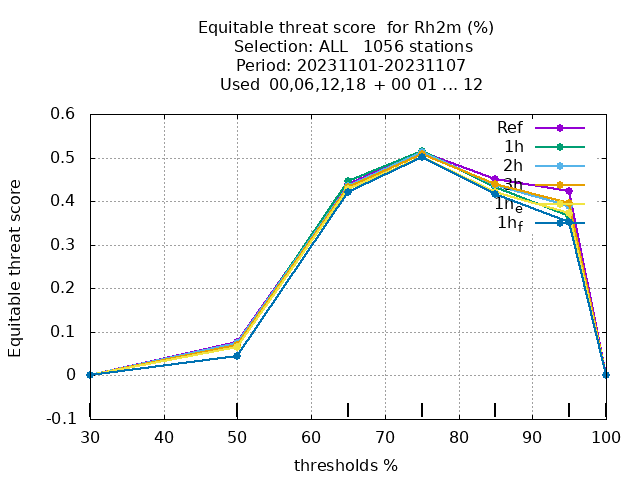 Equitable threat score  for Rh2m (%)
Selection: ALL   1056 stations
Period: 20231101-20231107
Used 00,06,12,18 + 00 01 ... 12
Equitable threat score
0.6
0.5
0.4
0.3
0.2
0.1
0
-0.1
Ref
1h
2h
3h
1he
1hf
30 40 50 60 70 80 90 100
thresholds %